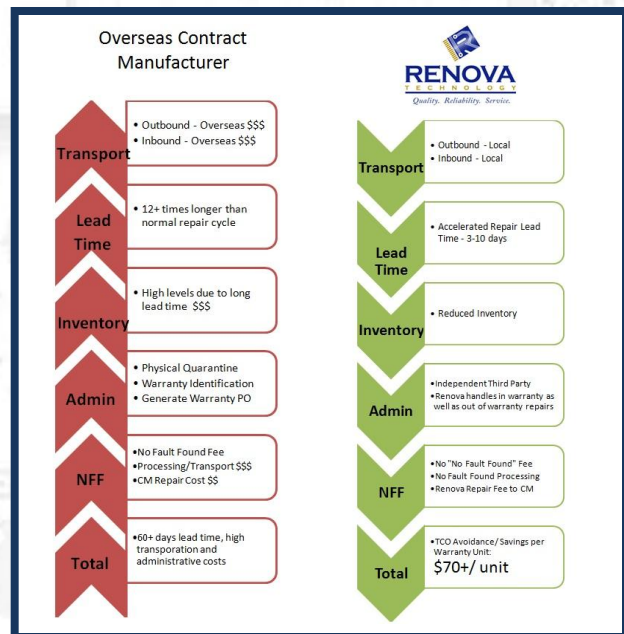 Overseas Contract
Manufacturer
Transport
• Outbound - Overseas $$$
• Inbound - Overseas $$$
Lead
Time
• 12+ times longer than
normal repair cycle
Inventory
• High levels due to long
lead time $$$
Admin
• Physical Quarantine
• Warranty Identification
• Generate Warranty PO
NFF
•No Fault Found Fee
•Processing/Transport $$$
•CM Repair Cost $$
Total
•60+ days lead time, high
transporation and
administrative costs
R
RENOVA
TECHNOLOGY
Quality. Reliability. Service.
Transport
• Outbound - Local
• Inbound - Local
Lead
Time
• Accelerated Repair Lead
Time - 3-10 days
Inventory
• Reduced Inventory
Admin
•Independent Third Party
•Renova handles in warranty as
well as out of warranty repairs
NFF
•No "No Fault Found" Fee
•No Fault Found Processing
•Renova Repair Fee to CM
Total
•TCO Avoidance/ Savings per
Warranty Unit:
$70+/ unit